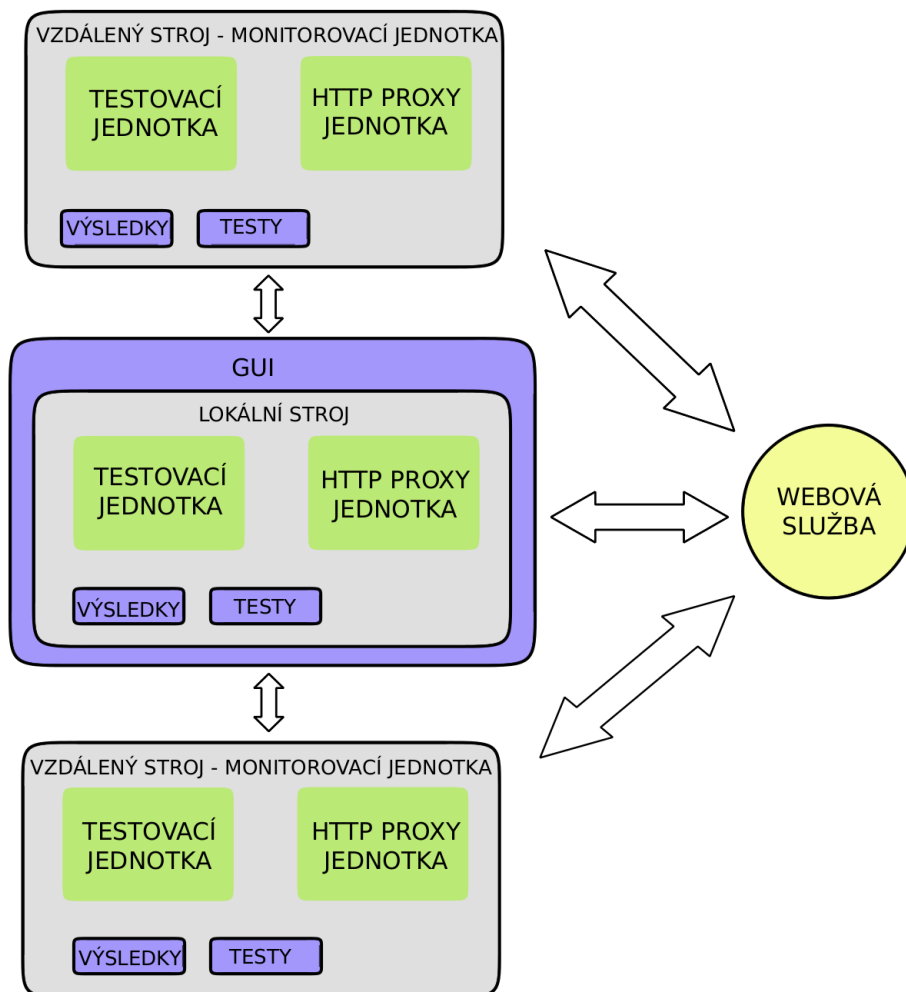 VZDÁLENÝ STROJ - MONITOROVACÍ JEDNOTKA
TESTOVACÍ
JEDNOTKA
HTTP PROXY
JEDNOTKA
VÝSLEDKY
TESTY
GUI
LOKÁLNÍ STROJ
TESTOVACÍ
JEDNOTKA
HTTP PROXY
JEDNOTKA
VÝSLEDKY
TESTY
WEBOVÁ
SLUŽBA
VZDÁLENÝ STROJ - MONITOROVACÍ JEDNOTKA
TESTOVACÍ
JEDNOTKA
HTTP PROXY
JEDNOTKA
VÝSLEDKY
TESTY